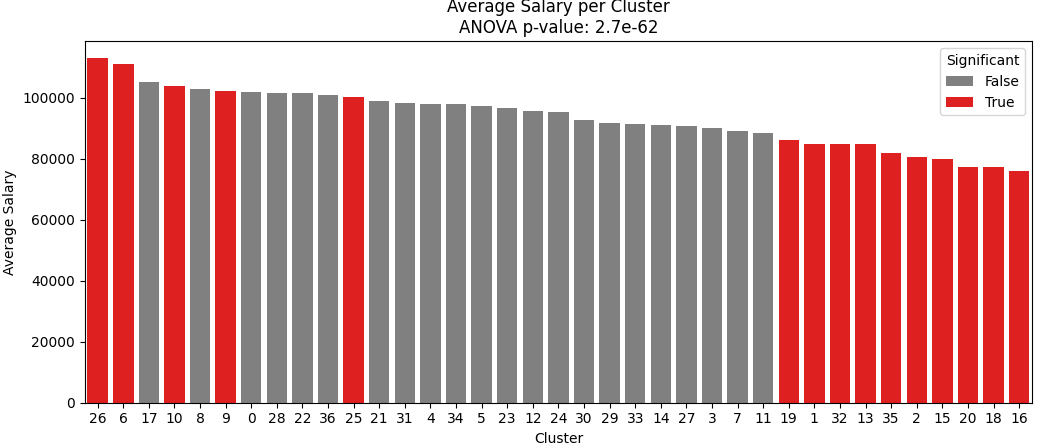 Average Salary per Cluster
ANOVA p-value: 2.7e-62
Significant
False
True
Average Salary
100000
80000
60000
40000
20000
0
26 6 17 10 8 9 0 28 22 36 25 21 31 4 34 5 23 12 24 30 29 33 14 27 3 7 11 19 1 32 13 35 2 15 20 18 16
Cluster